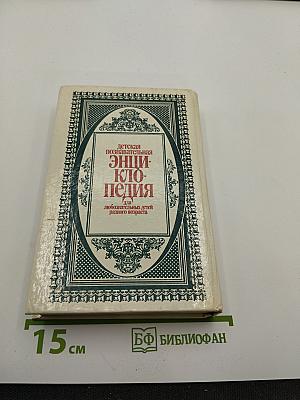 детская
познавательная
ЭНЦИ-
КЛО-
ПЕДИЯ
для
любознательных детей
разного возраста
15 см
БФ БИБЛИОФАН